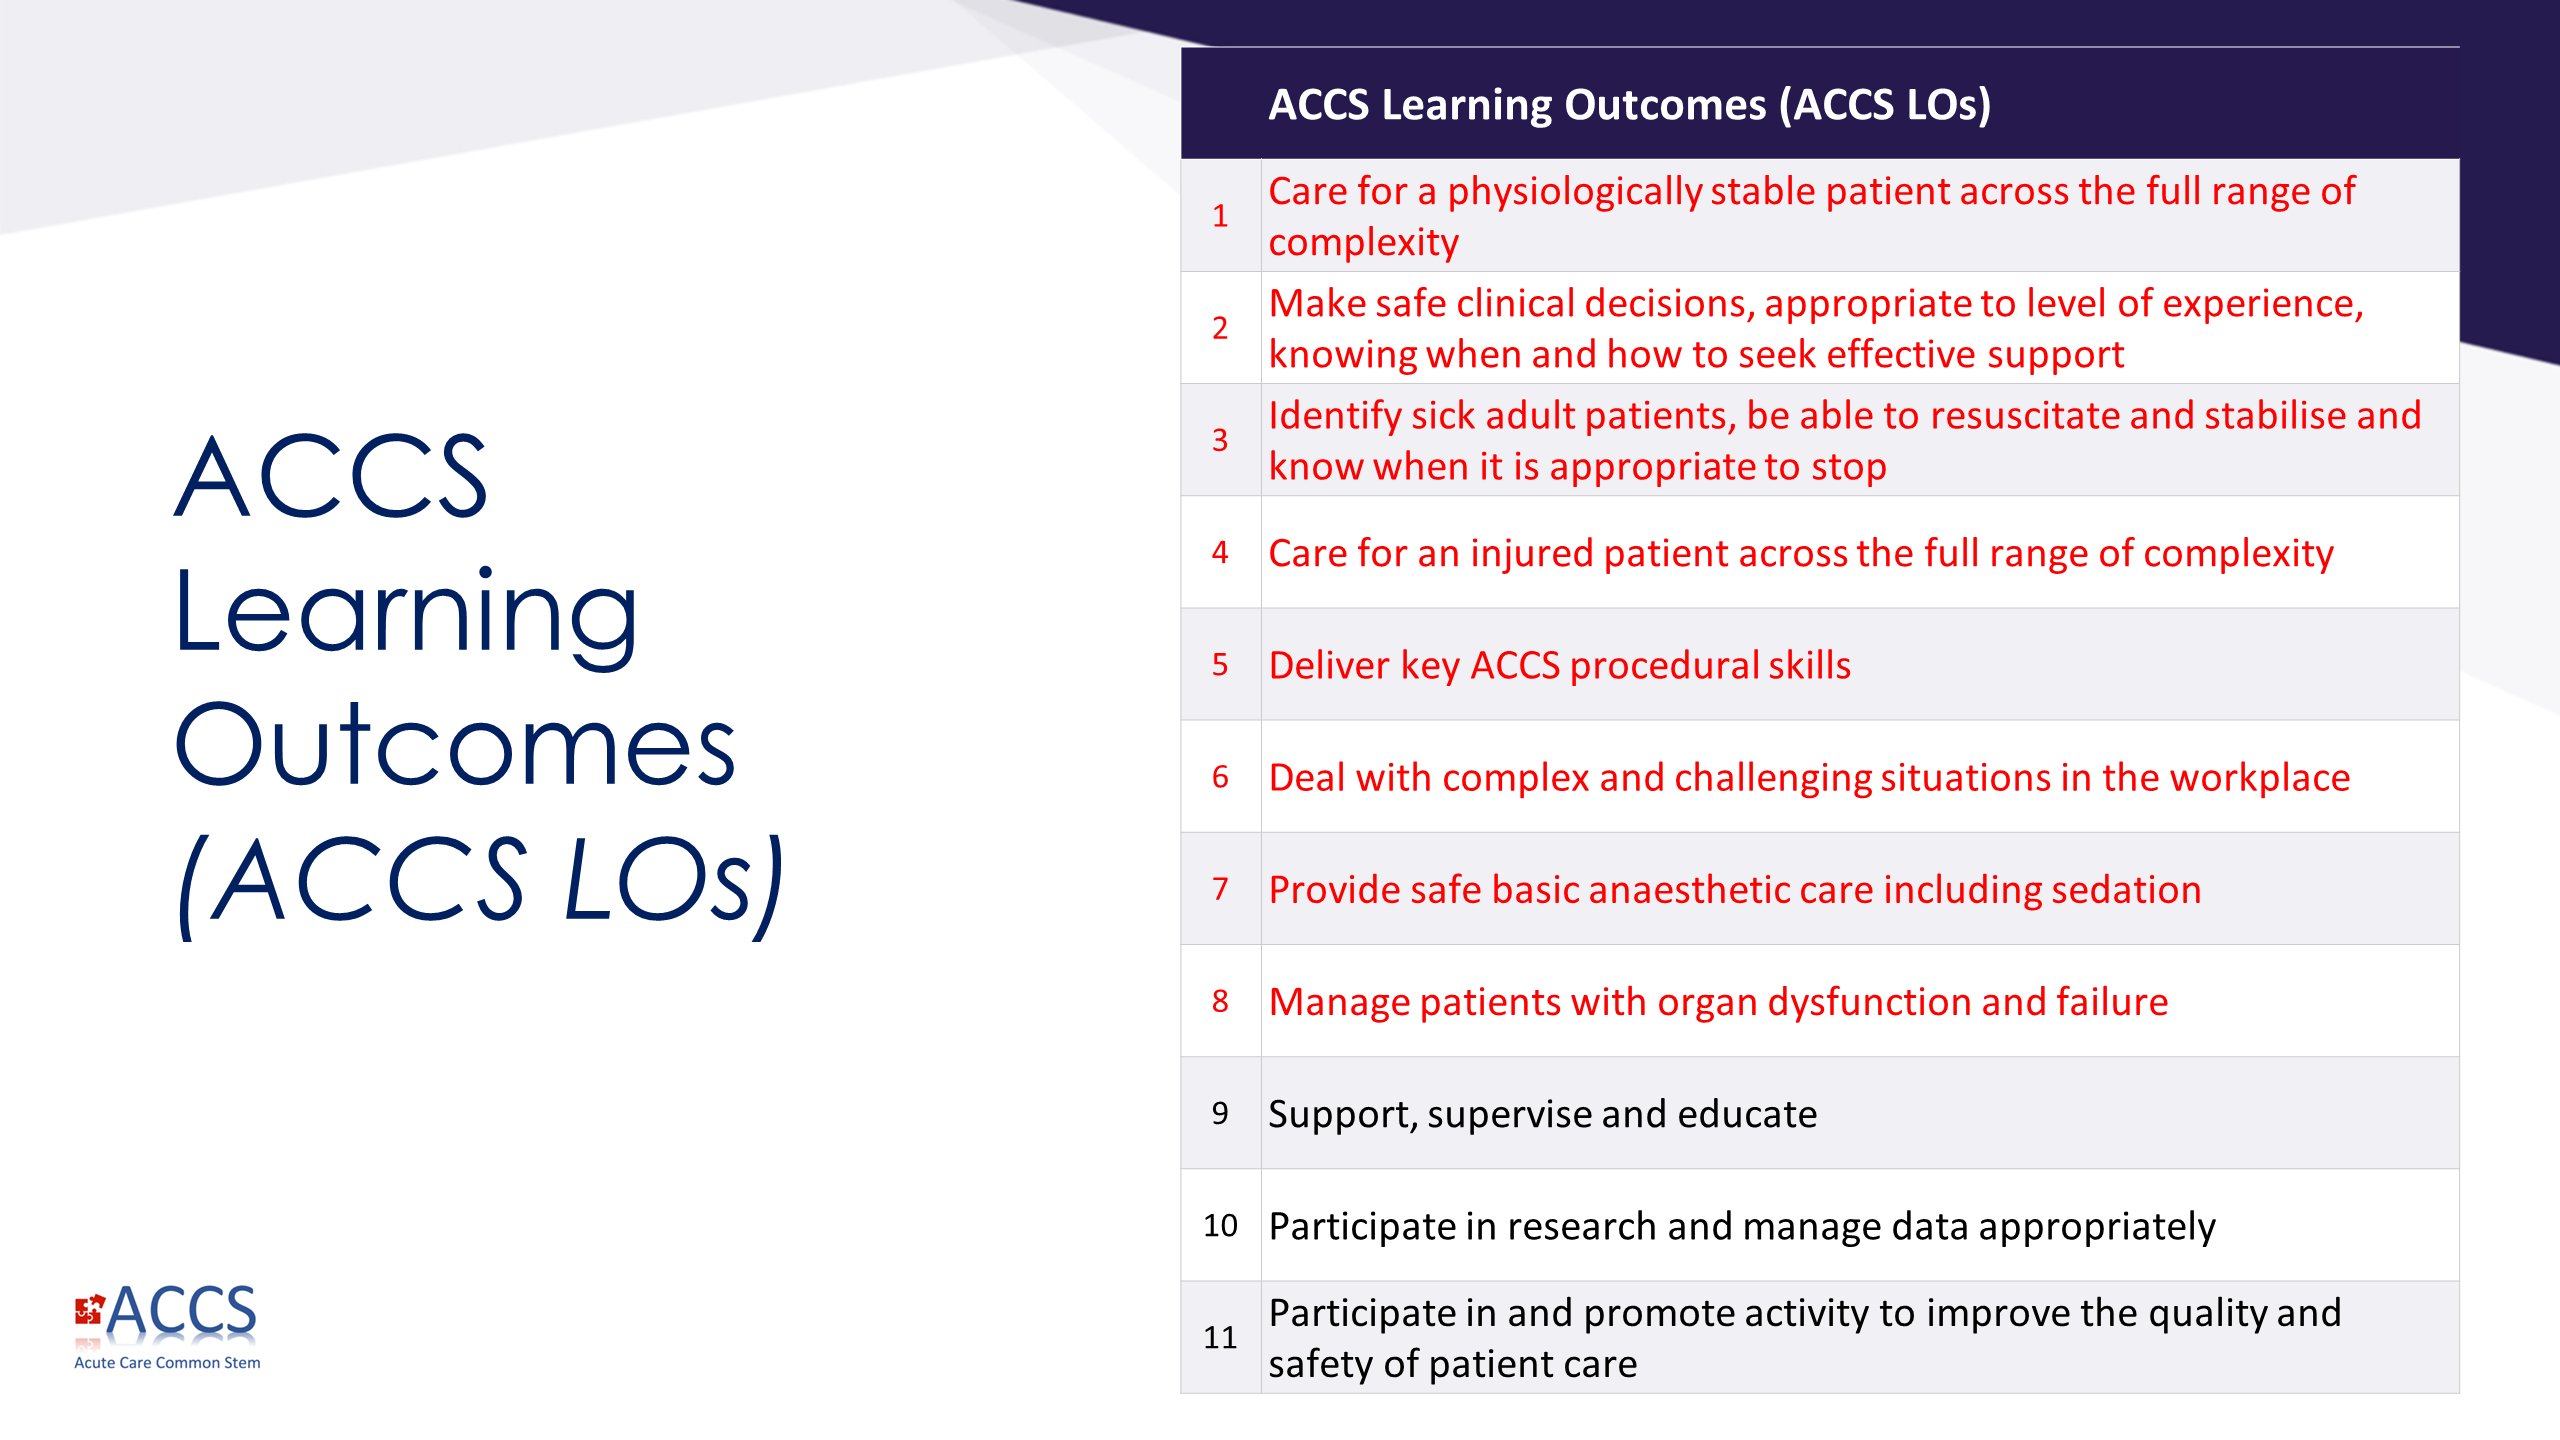 ACCS
Learning
Outcomes
(ACCS LOs)
ACCS
Acute Care Common Stem
ACCS Learning Outcomes (ACCS LOs)
1 Care for a physiologically stable patient across the full range of
complexity
2 Make safe clinical decisions, appropriate to level of experience,
knowing when and how to seek effective support
3 Identify sick adult patients, be able to resuscitate and stabilise and
know when it is appropriate to stop
4 Care for an injured patient across the full range of complexity
5 Deliver key ACCS procedural skills
6 Deal with complex and challenging situations in the workplace
7 Provide safe basic anaesthetic care including sedation
8 Manage patients with organ dysfunction and failure
9 Support, supervise and educate
10 Participate in research and manage data appropriately
11 Participate in and promote activity to improve the quality and
safety of patient care